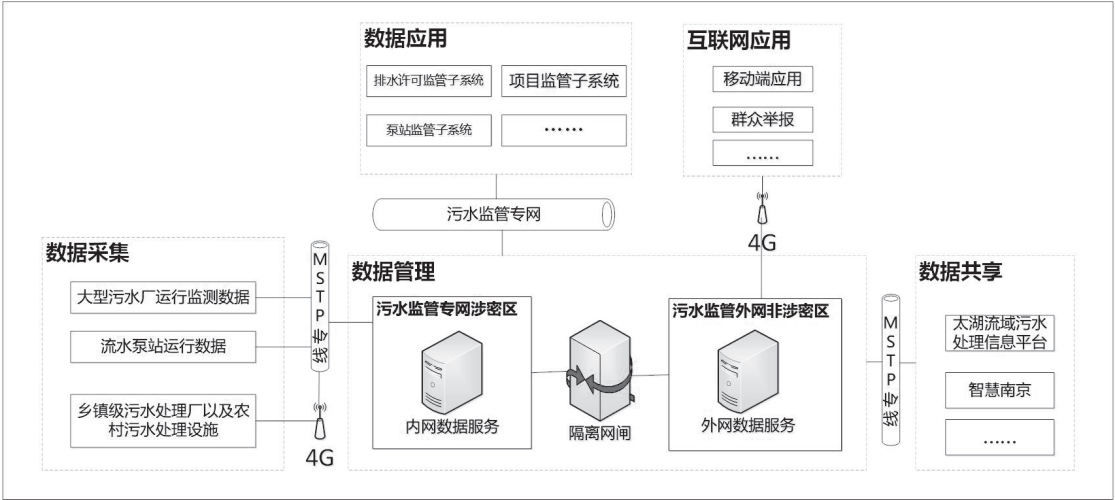 数据应用
排水许可监管子系统
项目监管子系统
泵站监管子系统
……
互联网应用
移动端应用
群众举报
……
污水监管专网
4G
数据采集
大型污水厂运行监测数据
流水泵站运行数据
乡镇级污水处理厂以及农
村污水处理设施
MSTP专线
4G
数据管理
污水监管专网涉密区
内网数据服务
隔离网闸
污水监管外网非涉密区
外网数据服务
MSTP专线
数据共享
太湖流域污水
处理信息平台
智慧南京
……